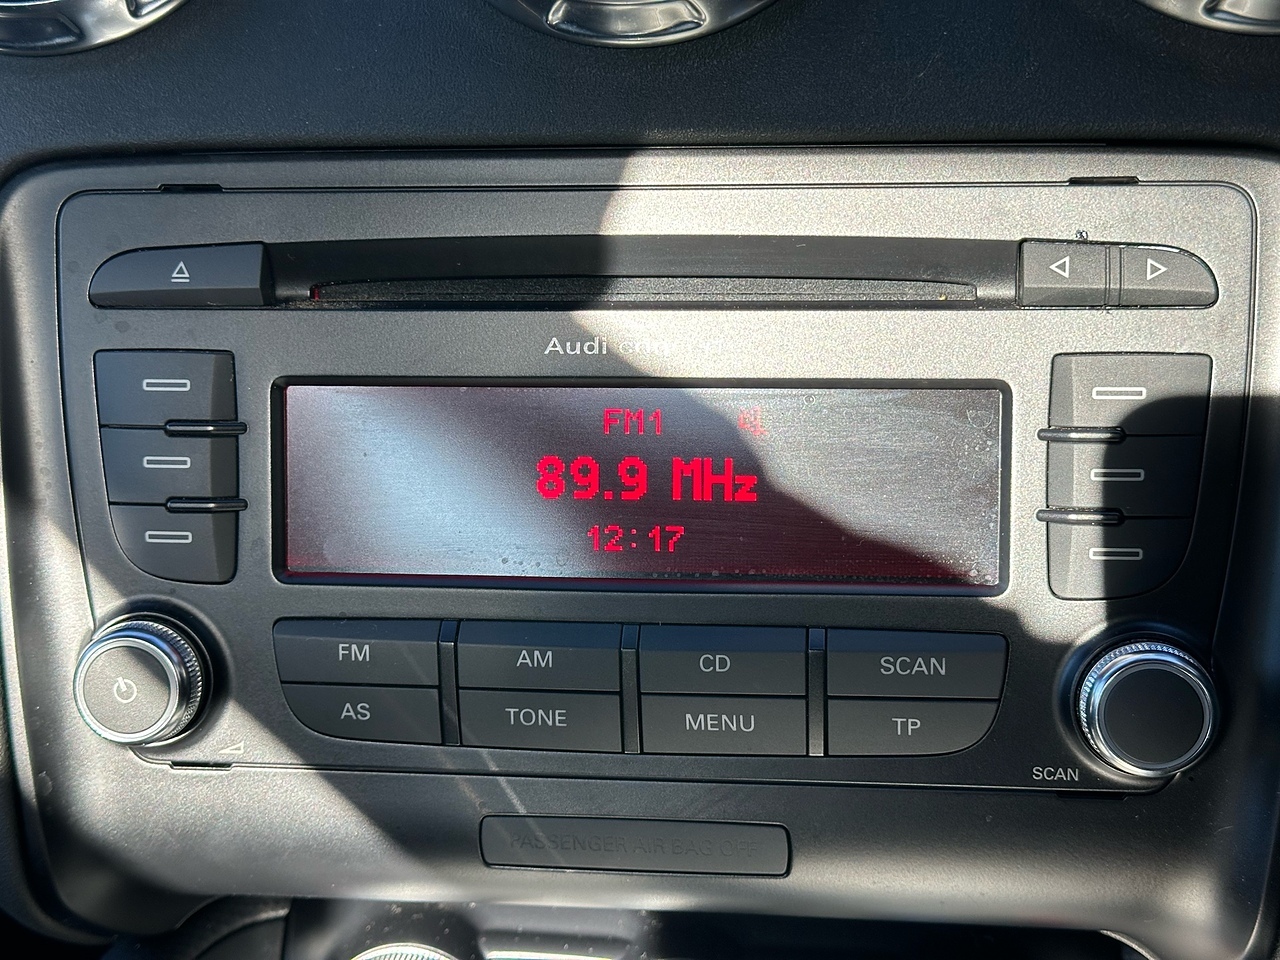 Audi
FM1
89.9 MHz
12:17
FM
AM
CD
SCAN
AS
TONE
MENU
TP
SCAN
PASSENGER AIR BAG OFF